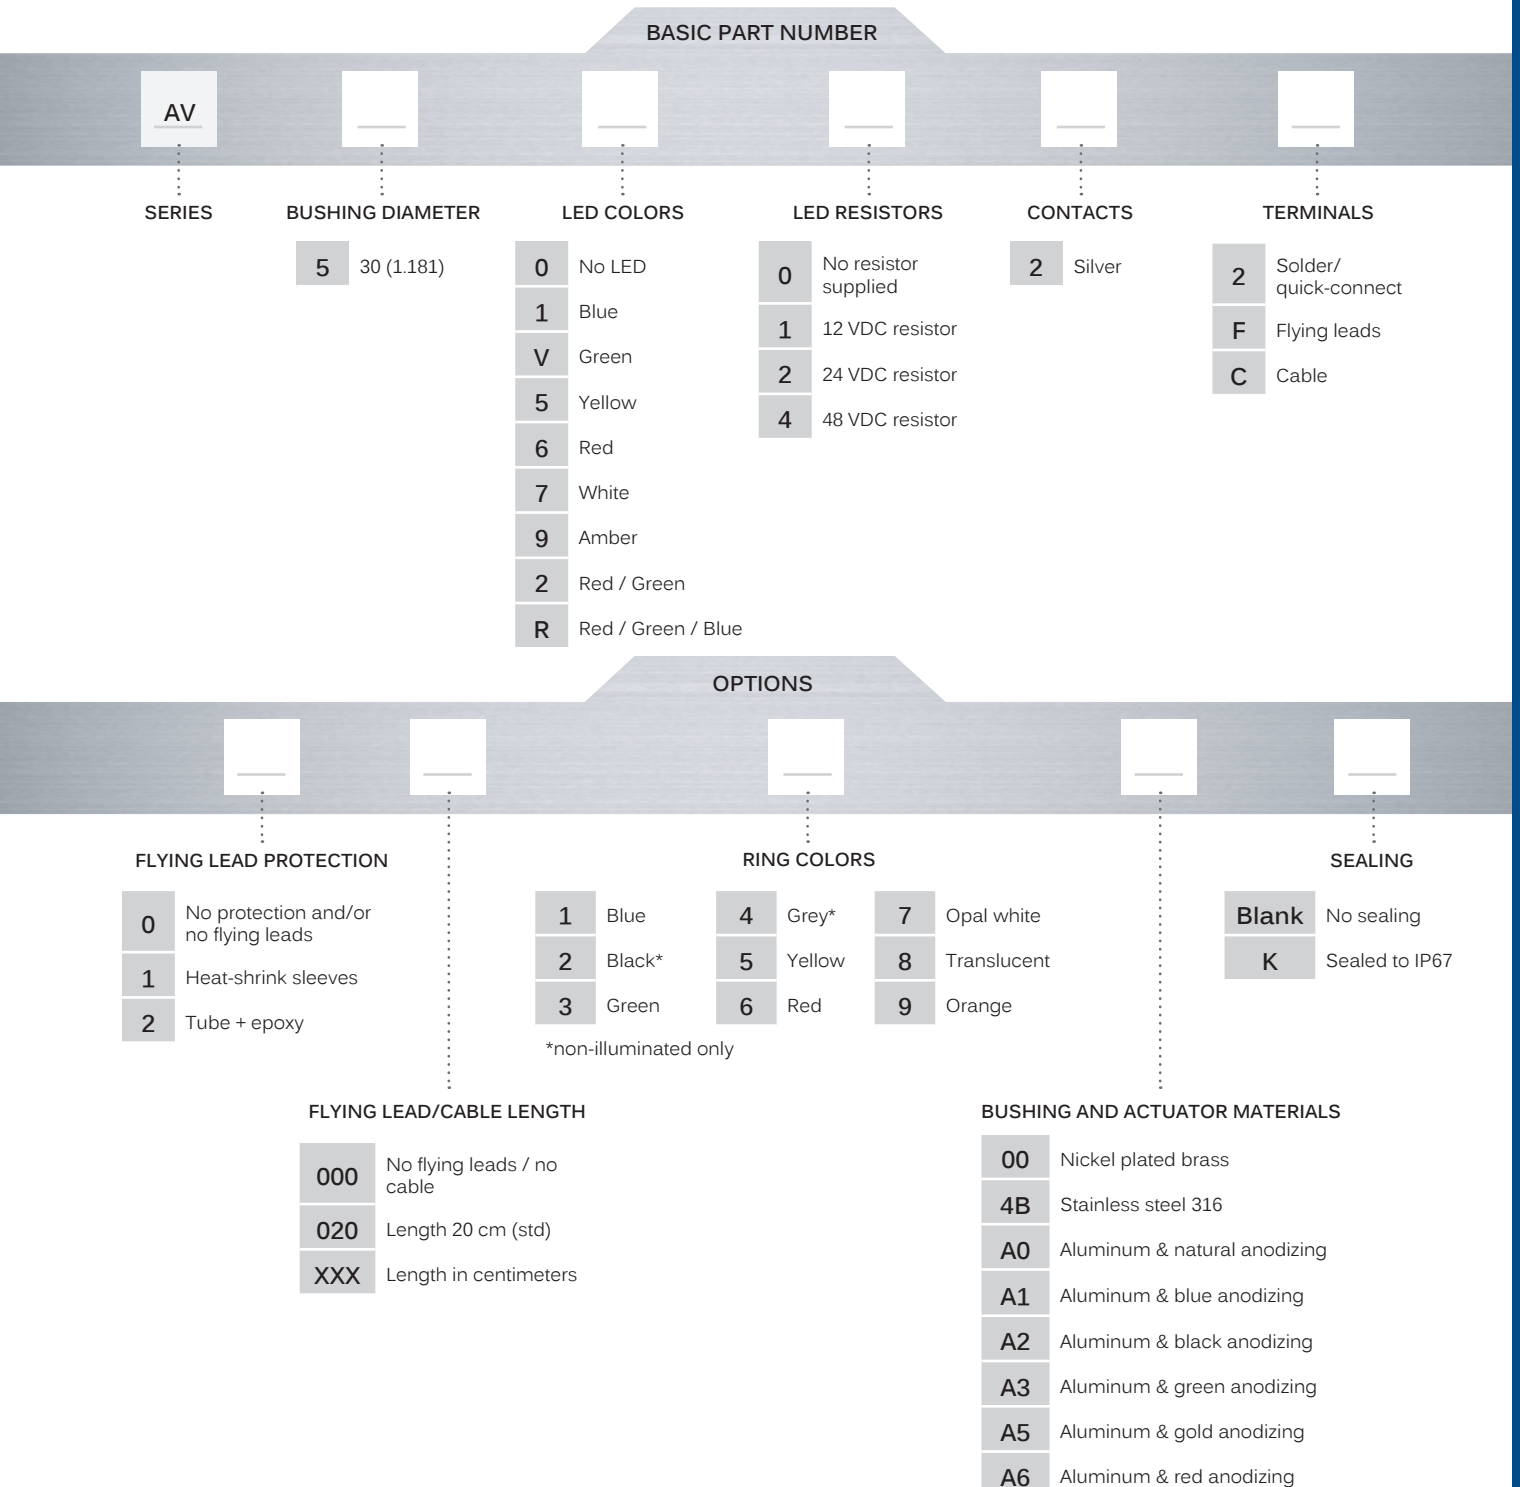 BASIC PART NUMBER
AV
SERIES
BUSHING DIAMETER
5 30 (1.181)
LED COLORS
0 No LED
1 Blue
V Green
5 Yellow
6 Red
7 White
9 Amber
2 Red / Green
R Red / Green / Blue
LED RESISTORS
0 No resistor
supplied
1 12 VDC resistor
2 24 VDC resistor
4 48 VDC resistor
CONTACTS
2 Silver
TERMINALS
2 Solder/
quick-connect
F Flying leads
C Cable
OPTIONS
FLYING LEAD PROTECTION
0 No protection and/or
no flying leads
1 Heat-shrink sleeves
2 Tube + epoxy
FLYING LEAD/CABLE LENGTH
000 No flying leads / no
cable
020 Length 20 cm (std)
XXX Length in centimeters
RING COLORS
1 Blue
2 Black*
3 Green
4 Grey*
5 Yellow
6 Red
7 Opal white
8 Translucent
9 Orange
*non-illuminated only
BUSHING AND ACTUATOR MATERIALS
00 Nickel plated brass
4B Stainless steel 316
A0 Aluminum & natural anodizing
A1 Aluminum & blue anodizing
A2 Aluminum & black anodizing
A3 Aluminum & green anodizing
A5 Aluminum & gold anodizing
A6 Aluminum & red anodizing
SEALING
Blank No sealing
K Sealed to IP67